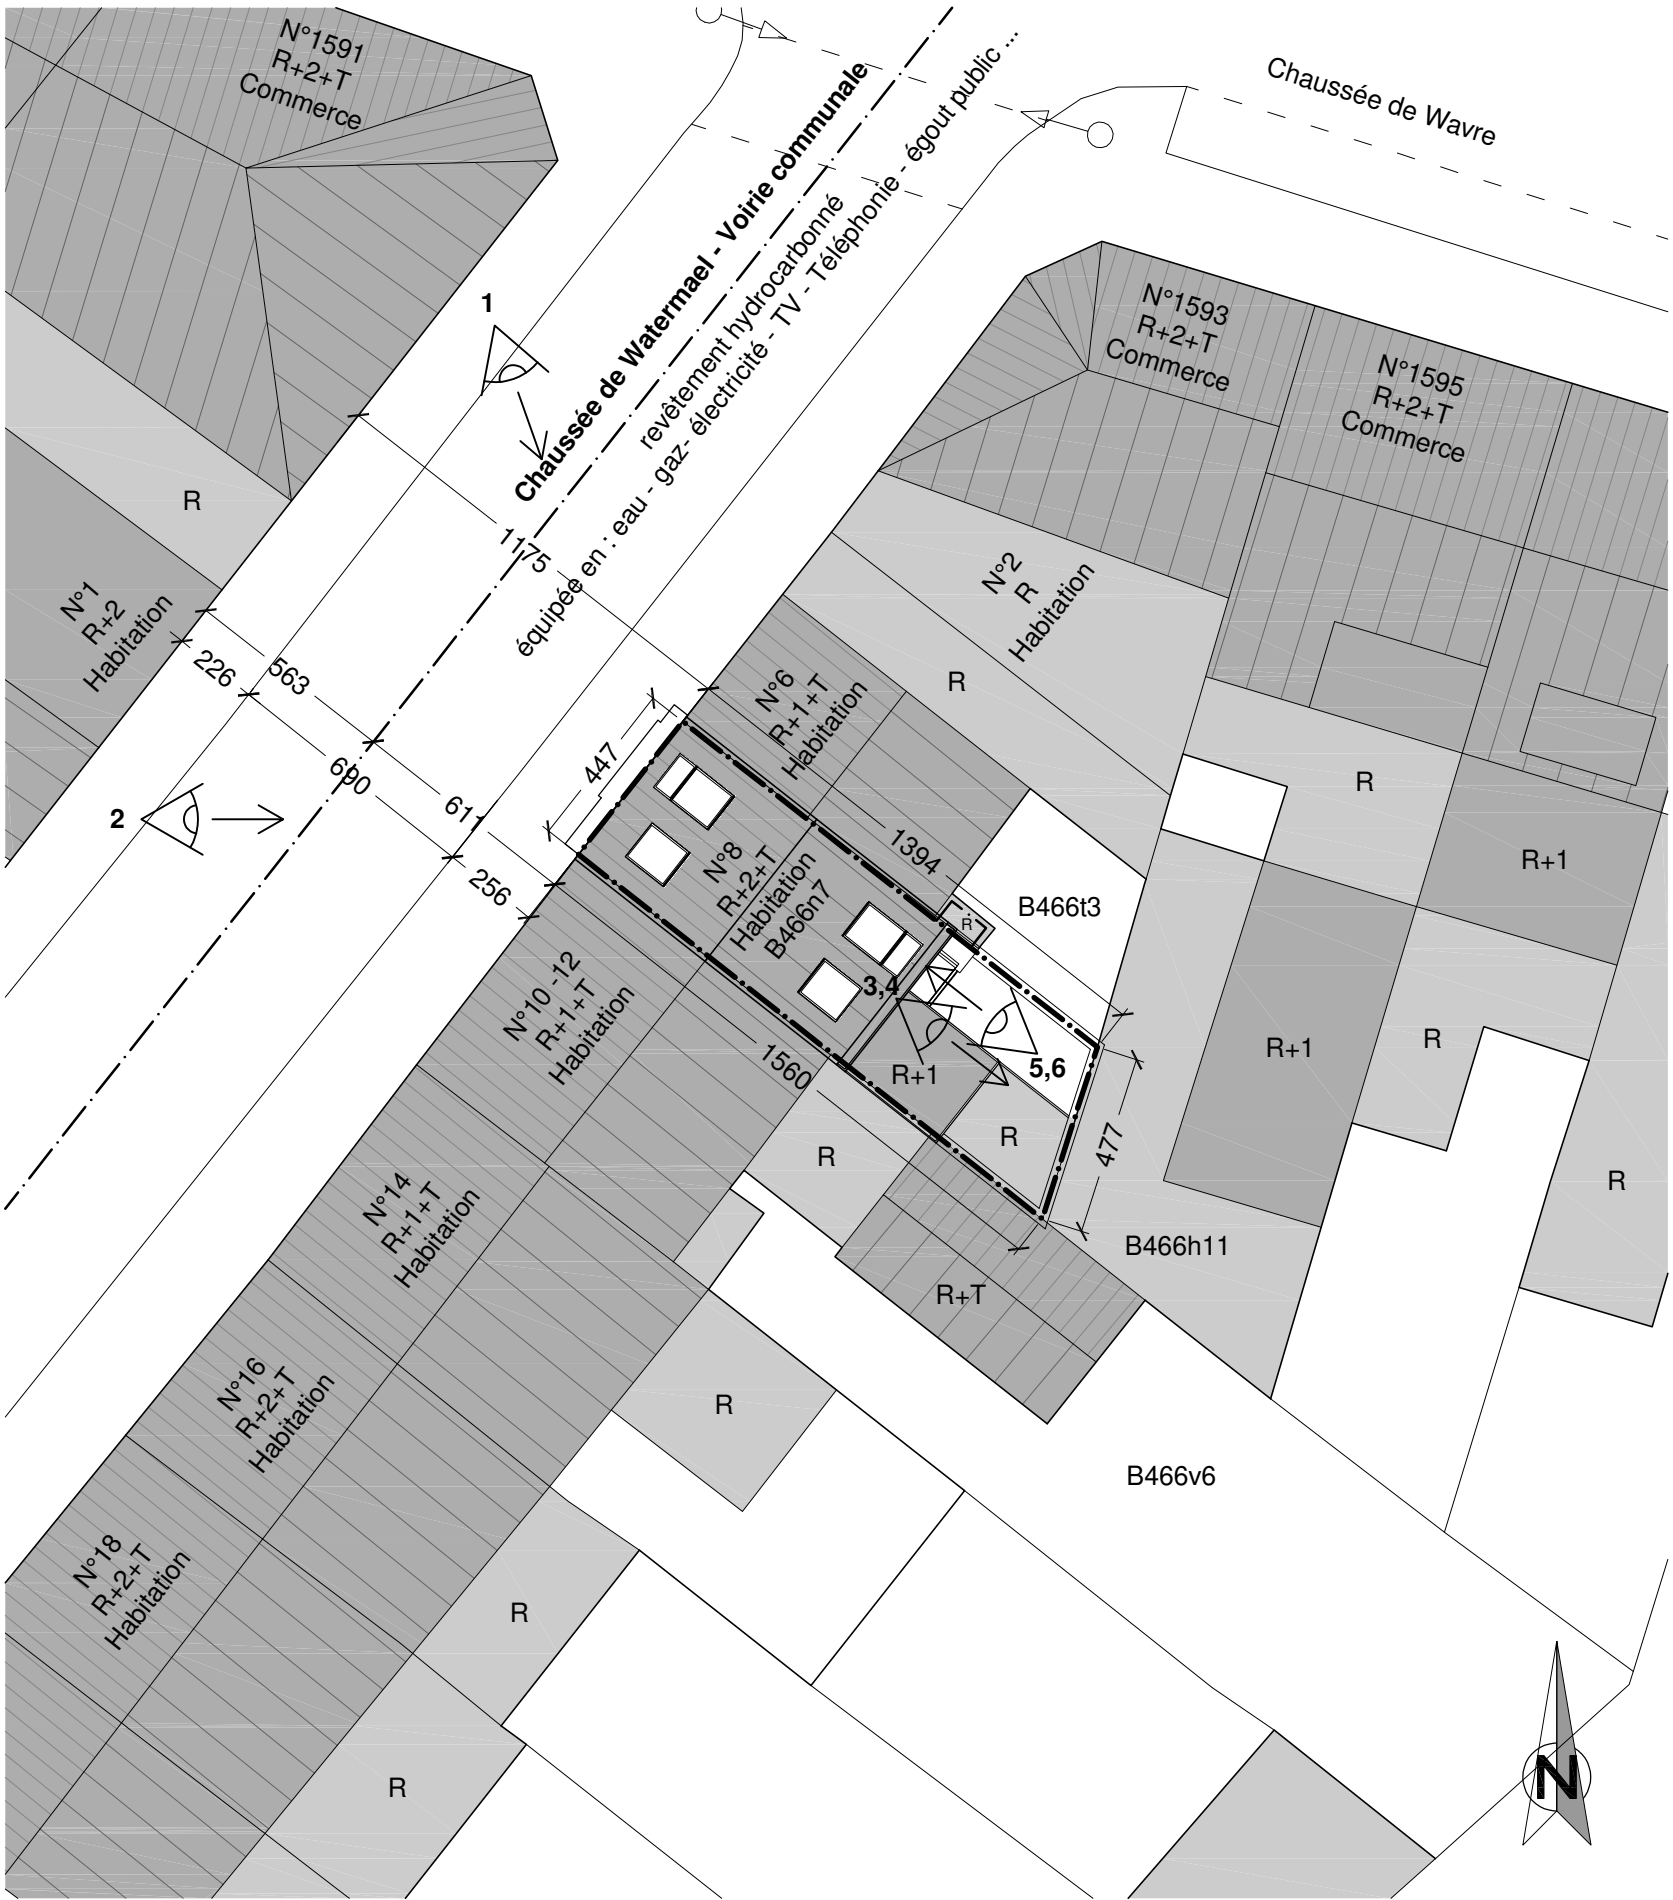 N°1591
R+2+T
Commerce
Chaussée de Wavre
Chaussée de Watermael - Voirie communale
revêtement hydrocarbonné
équipée en : eau - gaz- électricité - TV - Téléphonie - égout public ...
1
N°1593
R+2+T
Commerce
N°1595
R+2+T
Commerce
R
1175
N°2
R
Habitation
N°1
R+2
Habitation
226
563
R
N°6
R+1+T
Habitation
447
690
611
R
2
256
1394
N°8
R+2+T
Habitation
B466n7
R+1
B466t3
R
3,4
N°10 -12
R+1+T
Habitation
1560
R+1
5,6
R+1
R
R
R
477
R
N°14
R+1+T
Habitation
B466h11
R+T
N°16
R+2+T
Habitation
R
B466v6
N°18
R+2+T
Habitation
R
R
N